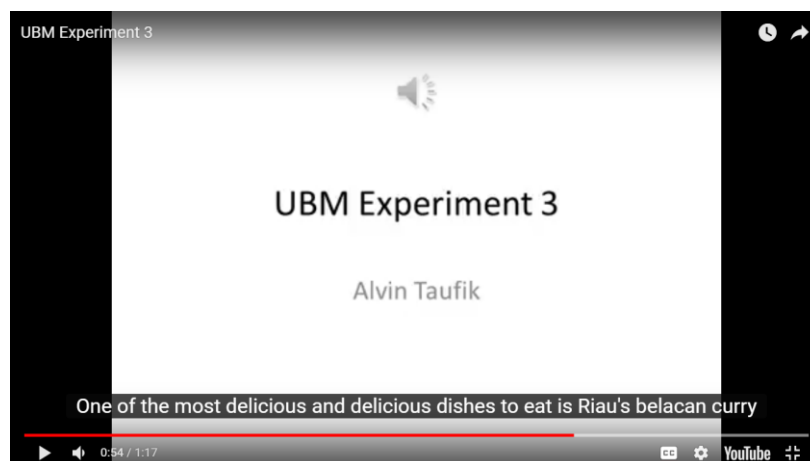 UBM Experiment 3
UBM Experiment 3
Alvin Taufik
One of the most delicious and delicious dishes to eat is Riau's belacan curry
0:54 / 1:17
CC
YouTube